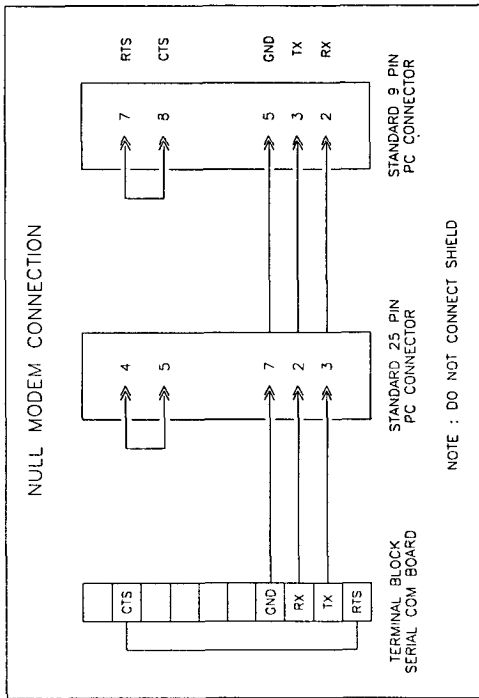 NULL MODEM CONNECTION
CTS
GND
RX
TX
RTS
TERMINAL BLOCK
SERIAL COM BOARD
4
5
7
2
3
STANDARD 25 PIN
PC CONNECTOR
7 RTS
8 CTS
5 GND
3 TX
2 RX
STANDARD 9 PIN
PC CONNECTOR
NOTE : DO NOT CONNECT SHIELD